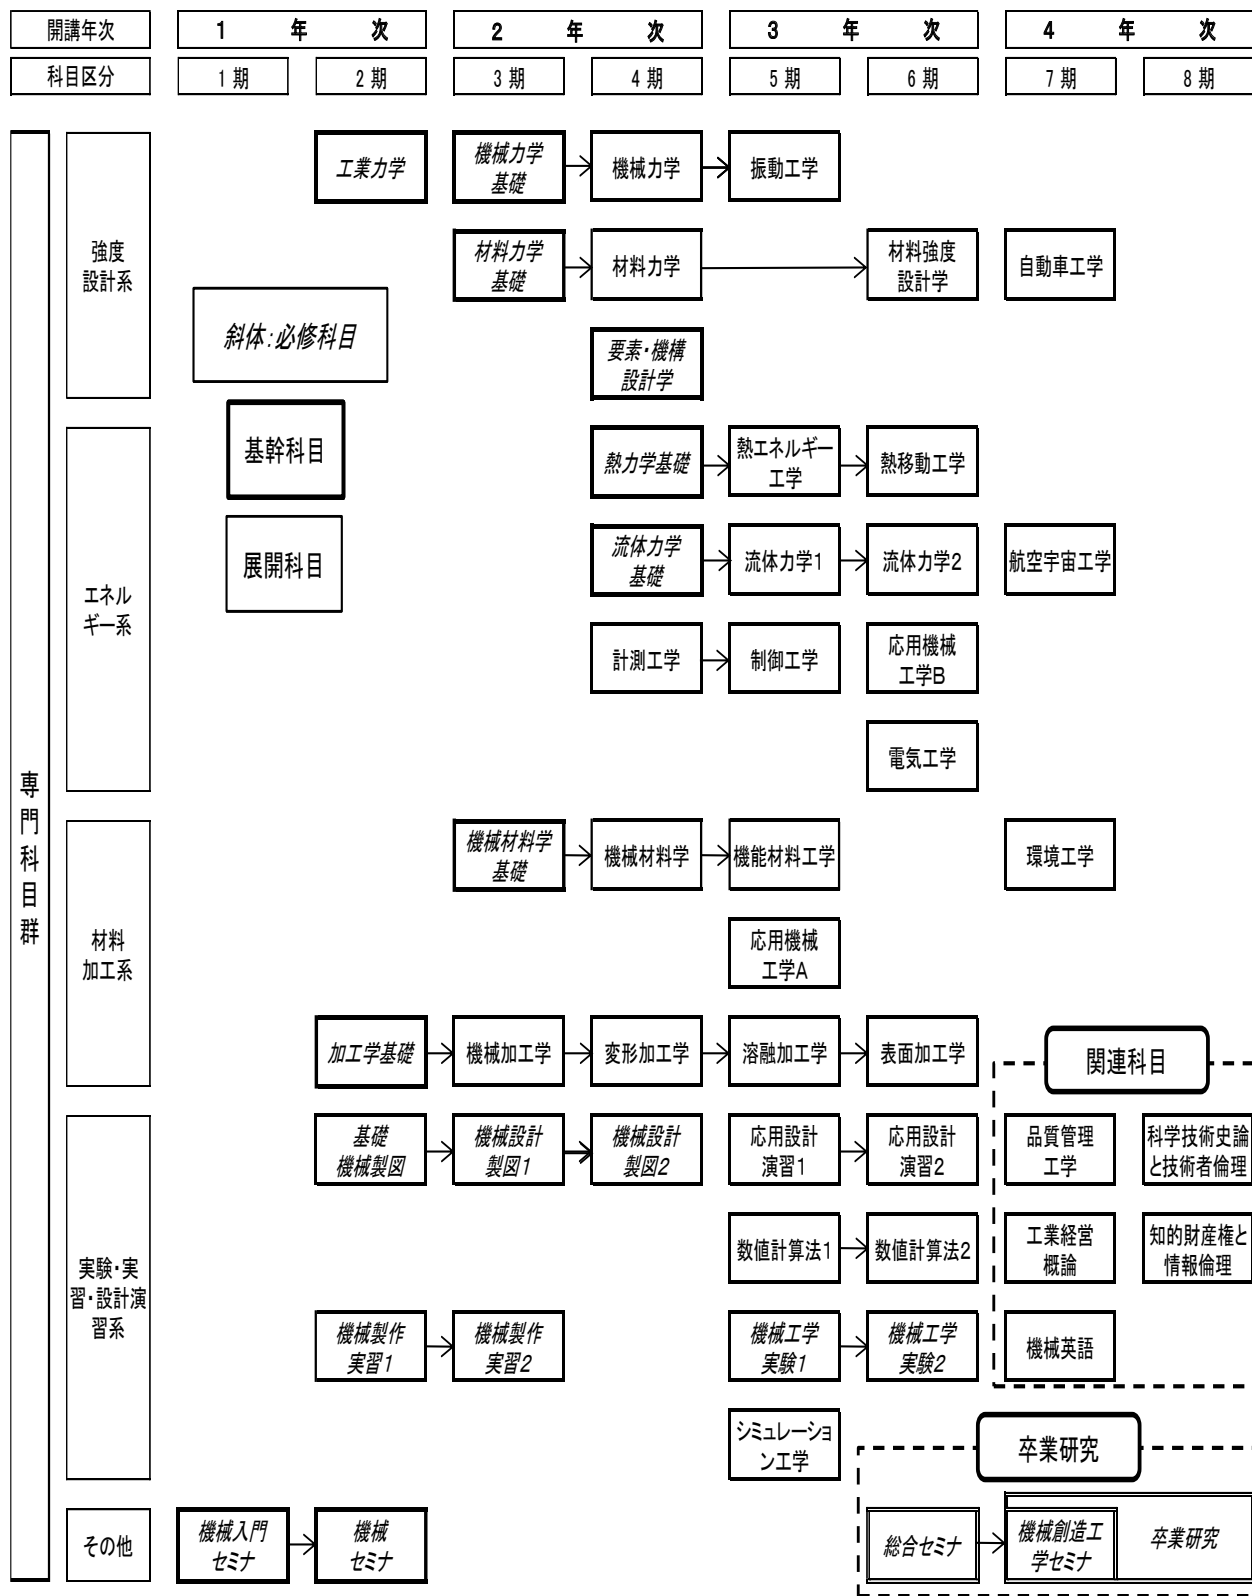 開講年次
1 年 次
2 年 次
3 年 次
4 年 次
科目区分
1 期
2 期
3 期
4 期
5 期
6 期
7 期
8 期
専門科目群
強度
設計系
工業力学
機械力学
基礎
機械力学
振動工学
材料力学
基礎
材料力学
材料強度
設計学
自動車工学
斜体:必修科目
要素・機構
設計学
基幹科目
展開科目
エネル
ギー系
熱力学基礎
熱エネルギー
工学
熱移動工学
流体力学
基礎
流体力学1
流体力学2
航空宇宙工学
計測工学
制御工学
応用機械
工学B
電気工学
材料
加工系
機械材料学
基礎
機械材料学
機能材料工学
環境工学
応用機械
工学A
加工学基礎
機械加工学
変形加工学
溶融加工学
表面加工学
関連科目
実験・実
習・設計演
習系
基礎
機械製図
機械設計
製図1
機械設計
製図2
応用設計
演習1
応用設計
演習2
品質管理
工学
科学技術史論
と技術者倫理
数値計算法1
数値計算法2
工業経営
概論
知的財産権と
情報倫理
機械製作
実習1
機械製作
実習2
機械工学
実験1
機械工学
実験2
機械英語
シミュレーショ
ン工学
卒業研究
その他
機械入門
セミナ
機械
セミナ
総合セミナ
機械創造工
学セミナ
卒業研究